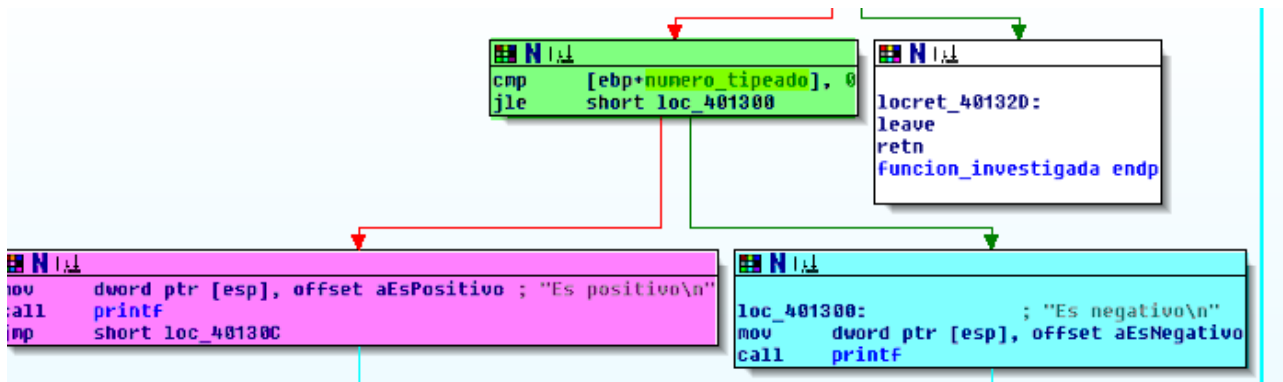 N
cmp [ebp+numero_tipeado], 0
jle short loc_401300
N
locret_40132D:
leave
retn
funcion_investigada endp
N
mov dword ptr [esp], offset aEsPositivo ; "Es positivo\n"
call printf
jmp short loc_40130C
N
loc_401300: ; "Es negativo\n"
mov dword ptr [esp], offset aEsNegativo
call printf